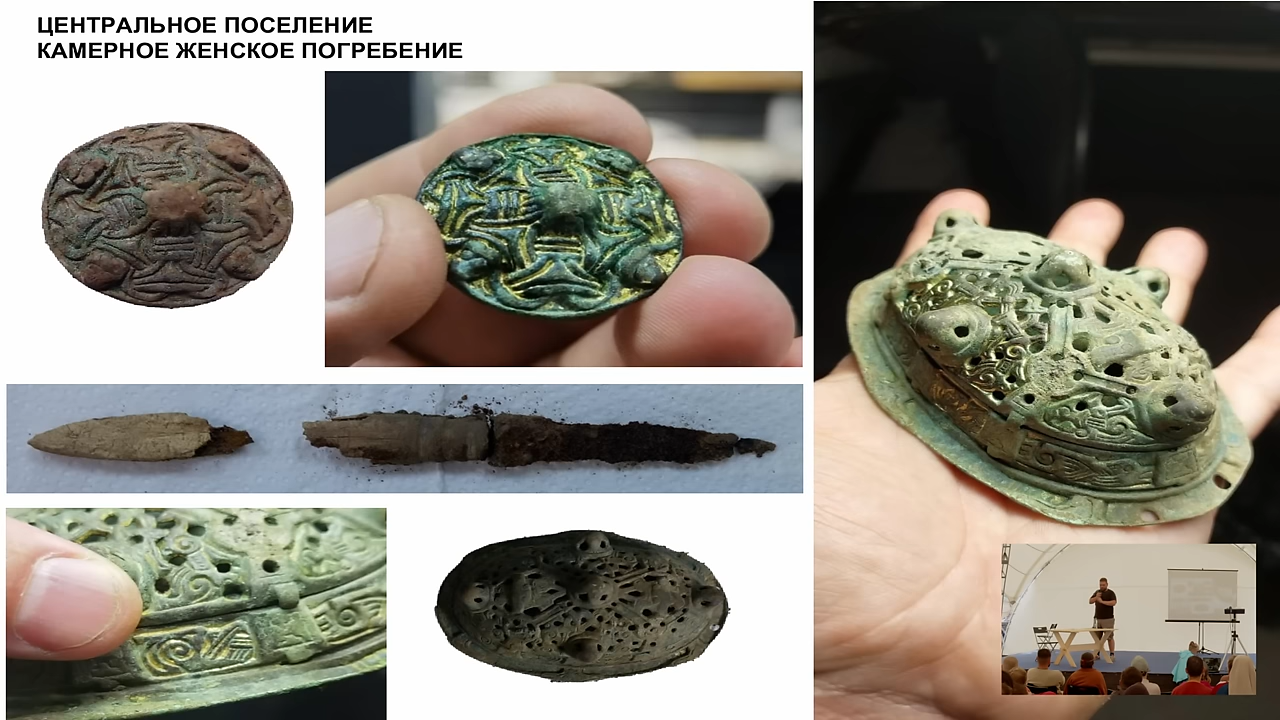 ЦЕНТРАЛЬНОЕ ПОСЕЛЕНИЕ
КАМЕРНОЕ ЖЕНСКОЕ ПОГРЕБЕНИЕ